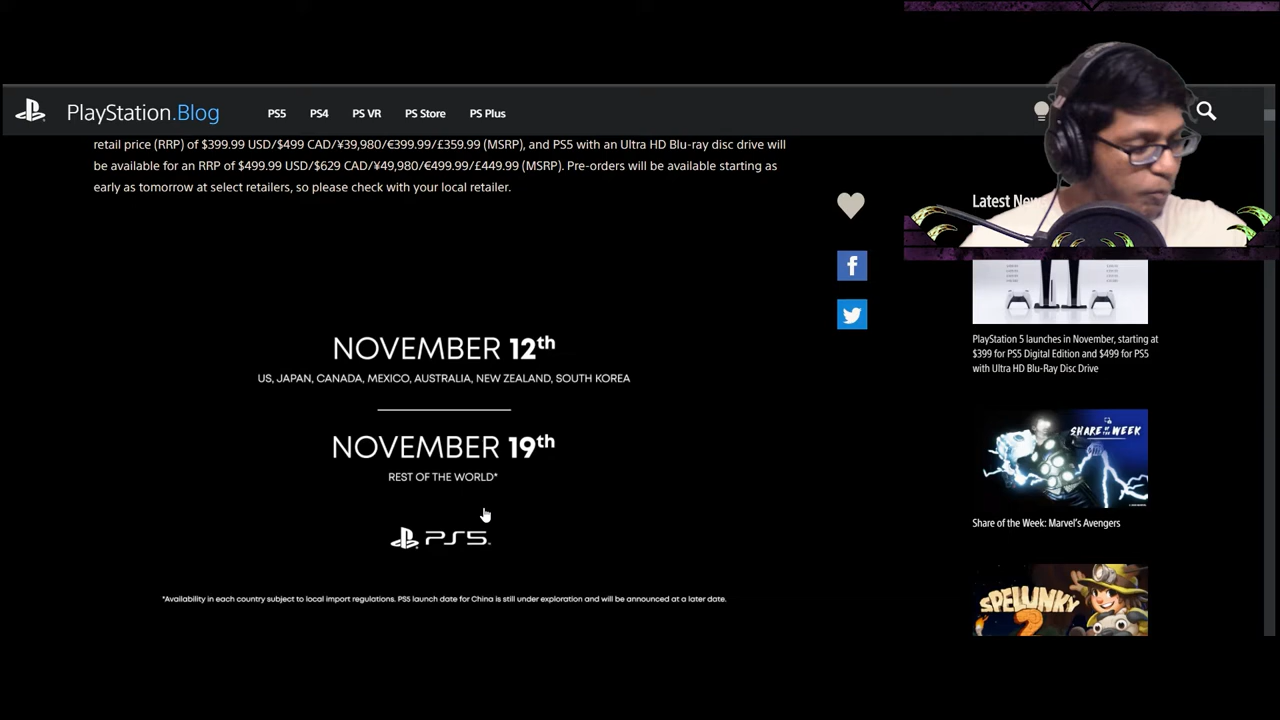 PlayStation.Blog
PS5 PS4 PS VR PS Store PS Plus
retail price (RRP) of $399.99 USD/$499 CAD/¥39,980/€399.99/£359.99 (MSRP), and PS5 with an Ultra HD Blu-ray disc drive will
be available for an RRP of $499.99 USD/$629 CAD/¥49,980/€499.99/£449.99 (MSRP). Pre-orders will be available starting as
early as tomorrow at select retailers, so please check with your local retailer.
NOVEMBER 12th
US, JAPAN, CANADA, MEXICO, AUSTRALIA, NEW ZEALAND, SOUTH KOREA
NOVEMBER 19th
REST OF THE WORLD*
PS5
*Availability in each country subject to local import regulations. PS5 launch date for China is still under exploration and will be announced at a later date.
Latest
PlayStation 5 launches in November, starting at
$399 for PS5 Digital Edition and $499 for PS5
with Ultra HD Blu-Ray Disc Drive
SHARE OF THE WEEK
Share of the Week: Marvel's Avengers
SPELUNKY
2